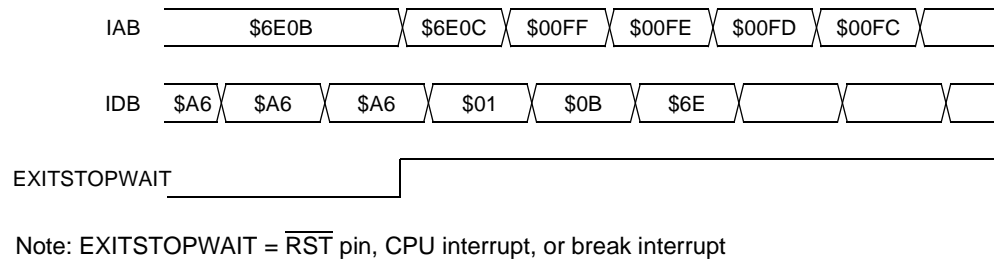 IAB $6E0B $6E0C $00FF $00FE $00FD $00FC
IDB $A6 $A6 $A6 $01 $0B $6E
EXITSTOPWAIT
Note: EXITSTOPWAIT = R̅S̅T̅ pin, CPU interrupt, or break interrupt